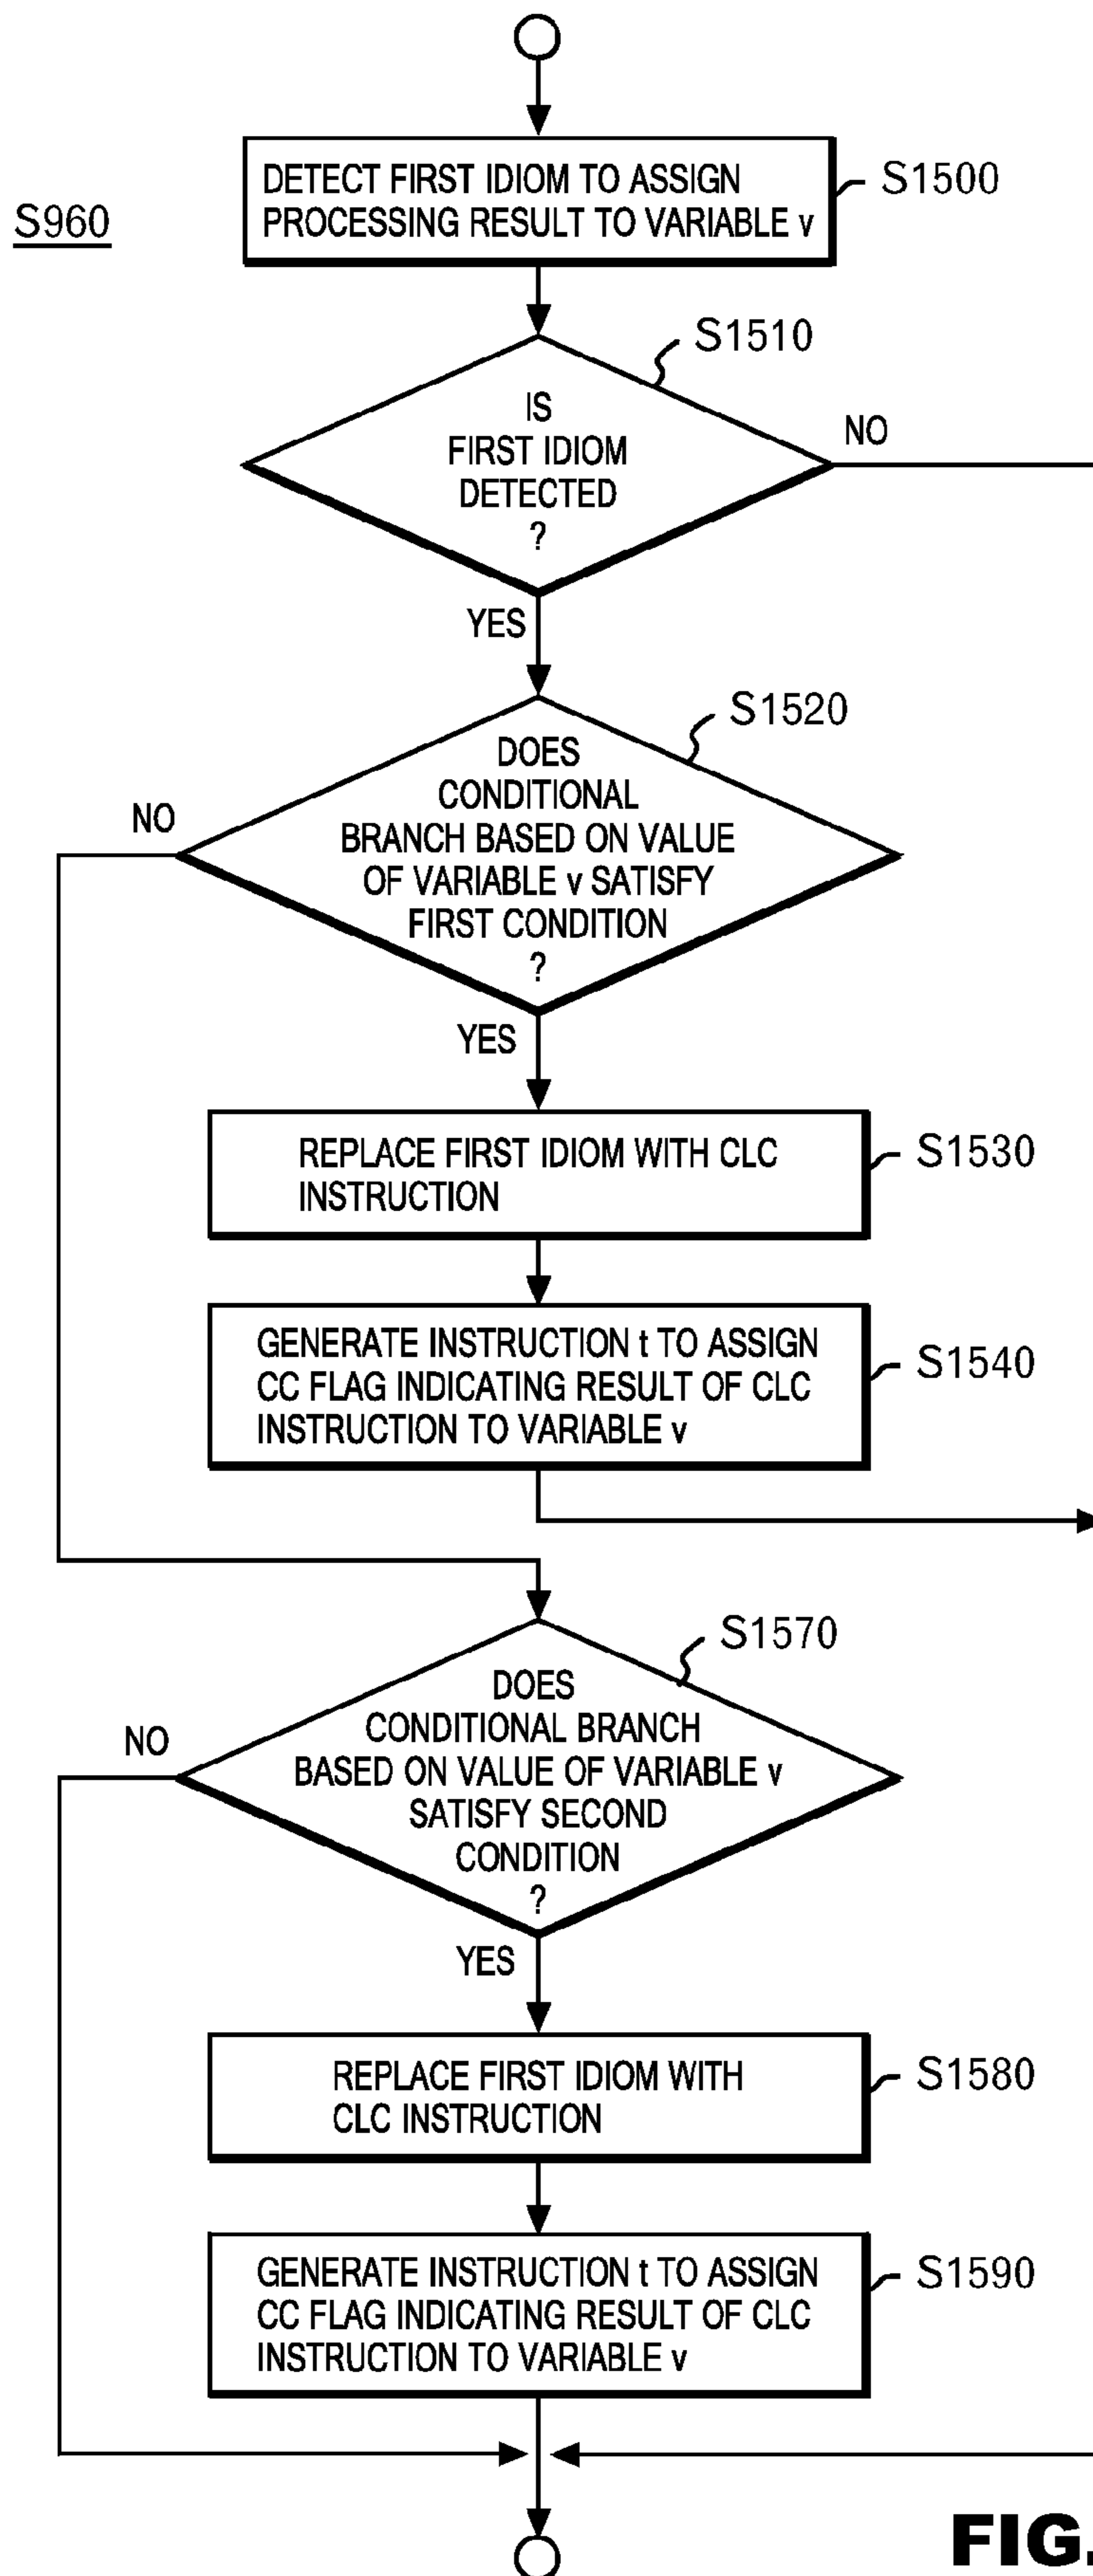 S960
DETECT FIRST IDIOM TO ASSIGN
PROCESSING RESULT TO VARIABLE v
S1500
S1510
IS
FIRST IDIOM
DETECTED
?
NO
YES
S1520
DOES
CONDITIONAL
BRANCH BASED ON VALUE
OF VARIABLE v SATISFY
FIRST CONDITION
?
NO
YES
REPLACE FIRST IDIOM WITH CLC
INSTRUCTION
S1530
GENERATE INSTRUCTION t TO ASSIGN
CC FLAG INDICATING RESULT OF CLC
INSTRUCTION TO VARIABLE v
S1540
S1570
DOES
CONDITIONAL BRANCH
BASED ON VALUE OF VARIABLE v
SATISFY SECOND
CONDITION
?
NO
YES
REPLACE FIRST IDIOM WITH
CLC INSTRUCTION
S1580
GENERATE INSTRUCTION t TO ASSIGN
CC FLAG INDICATING RESULT OF CLC
INSTRUCTION TO VARIABLE v
S1590
FIG.